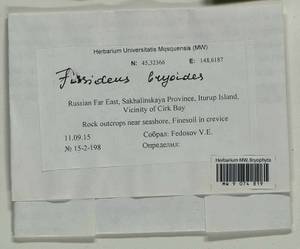 Herbarium Universitatis Mosquensis (MW)
N: 45,32366 E: 148,6187
Fissidens bryoides
Russian Far East, Sakhalinskaya Province, Iturup Island,
Vicinity of Cirk Bay
Rock outcrops near seashore, Finesoil in crevice
11.09.15 Собрал: Fedosov V.E.
№ 15-2-198 Определил:
Herbarium MW, Bryophyta
MW 9 074 819